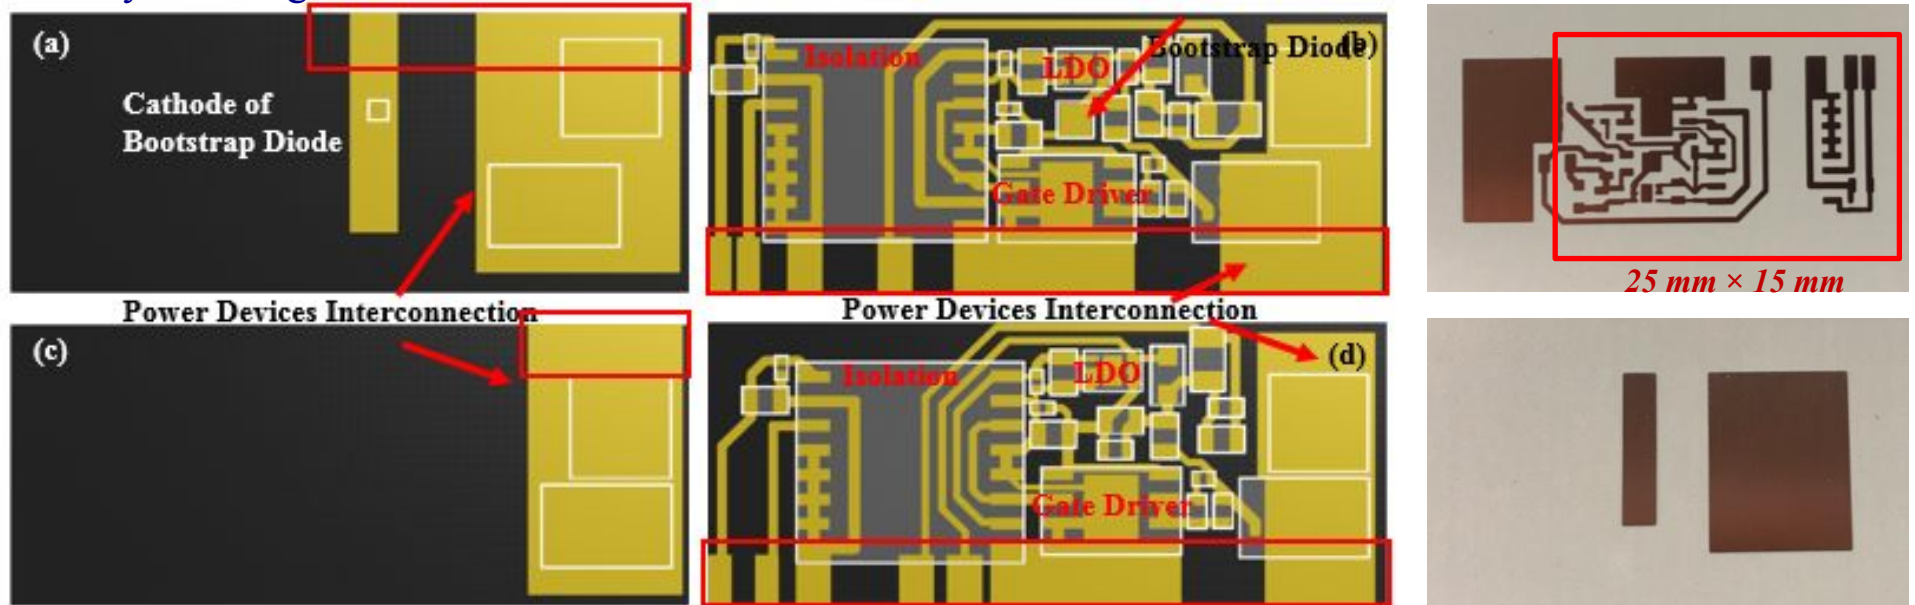 (a)
Cathode of
Bootstrap Diode
Isolation
LDO
Bootstrap Diode
(b)
Gate Driver
25 mm × 15 mm
Power Devices Interconnection
Power Devices Interconnection
(c)
Isolation
LDO
(d)
Gate Driver